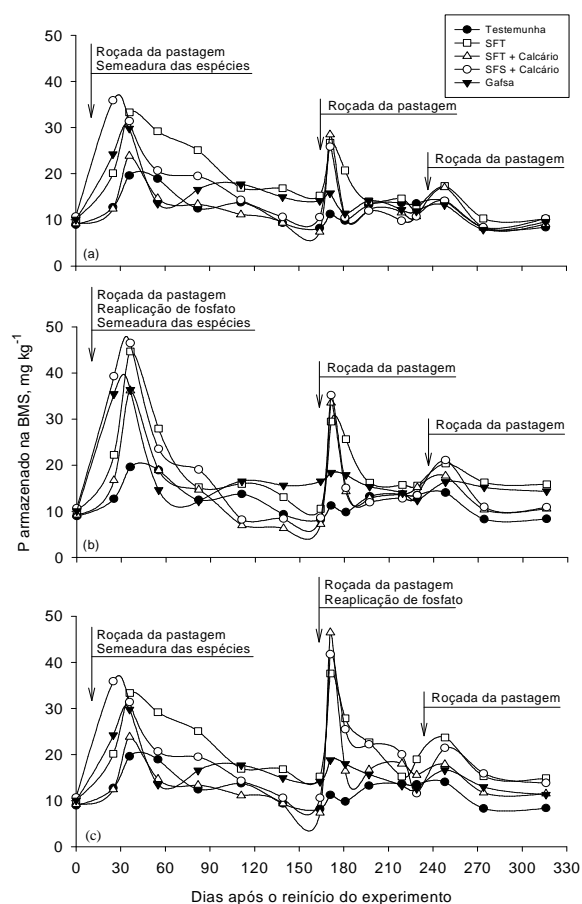 Testemunha
SFT
SFT + Calcário
SFS + Calcário
Gafsa
P armazenado na BMS, mg kg-1
50
40
30
20
10
0
Roçada da pastagem
Semeadura das espécies
Roçada da pastagem
Roçada da pastagem
(a)
50
40
30
20
10
0
Roçada da pastagem
Reaplicação de fosfato
Semeadura das espécies
Roçada da pastagem
Roçada da pastagem
(b)
50
40
30
20
10
0
Roçada da pastagem
Semeadura das espécies
Roçada da pastagem
Reaplicação de fosfato
Roçada da pastagem
(c)
0 30 60 90 120 150 180 210 240 270 300 330
Dias após o reinício do experimento